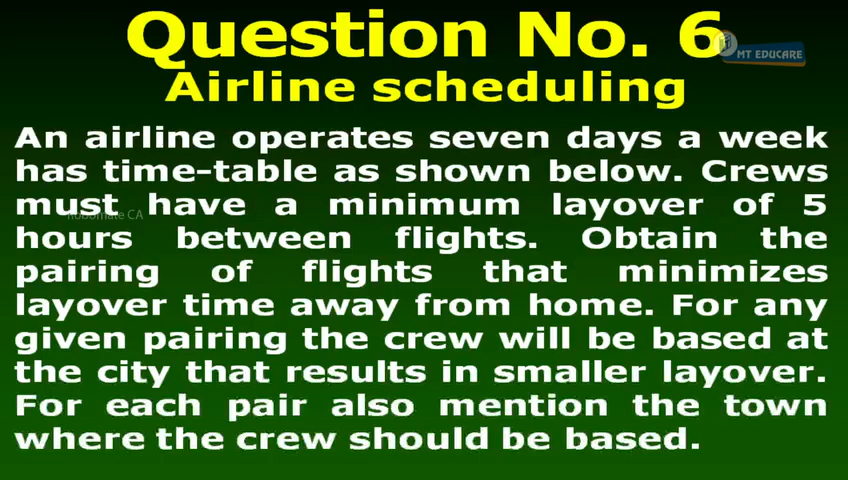 Question No. 6
MT EDUCARE
Airline scheduling
An airline operates seven days a week
has time-table as shown below. Crews
must have a minimum layover of 5
robomate CA
hours between flights. Obtain the
pairing of flights that minimizes
layover time away from home. For any
given pairing the crew will be based at
the city that results in smaller layover.
For each pair also mention the town
where the crew should be based.